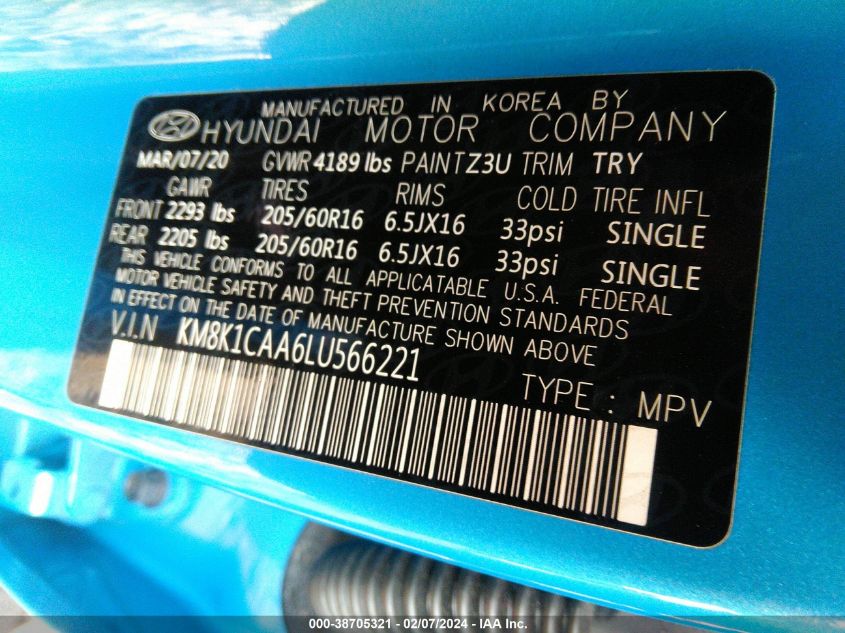 MANUFACTURED IN KOREA BY
HYUNDAI MOTOR COMPANY
MAR/07/20 GVWR 4189 lbs PAINT Z3U TRIM TRY
GAWR TIRES RIMS COLD TIRE INFL
FRONT 2293 lbs 205/60R16 6.5JX16 33psi SINGLE
REAR 2205 lbs 205/60R16 6.5JX16 33psi SINGLE
THIS VEHICLE CONFORMS TO ALL APPLICATABLE U.S.A. FEDERAL
MOTOR VEHICLE SAFETY AND THEFT PREVENTION STANDARDS
IN EFFECT ON THE DATE OF MANUFACTURE SHOWN ABOVE
V.I.N KM8K1CAA6LU566221
TYPE : MPV
000-38705321 - 02/07/2024 - IAA Inc.